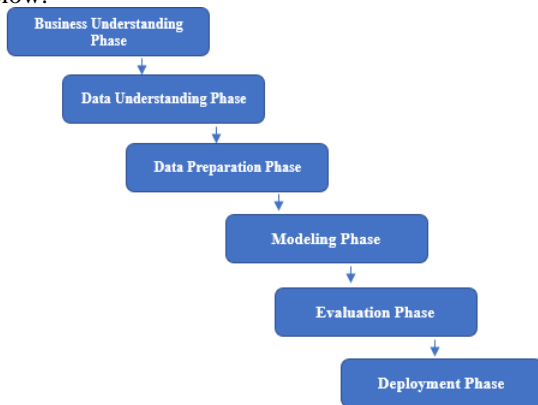 Business Understanding
Phase
Data Understanding Phase
Data Preparation Phase
Modeling Phase
Evaluation Phase
Deployment Phase